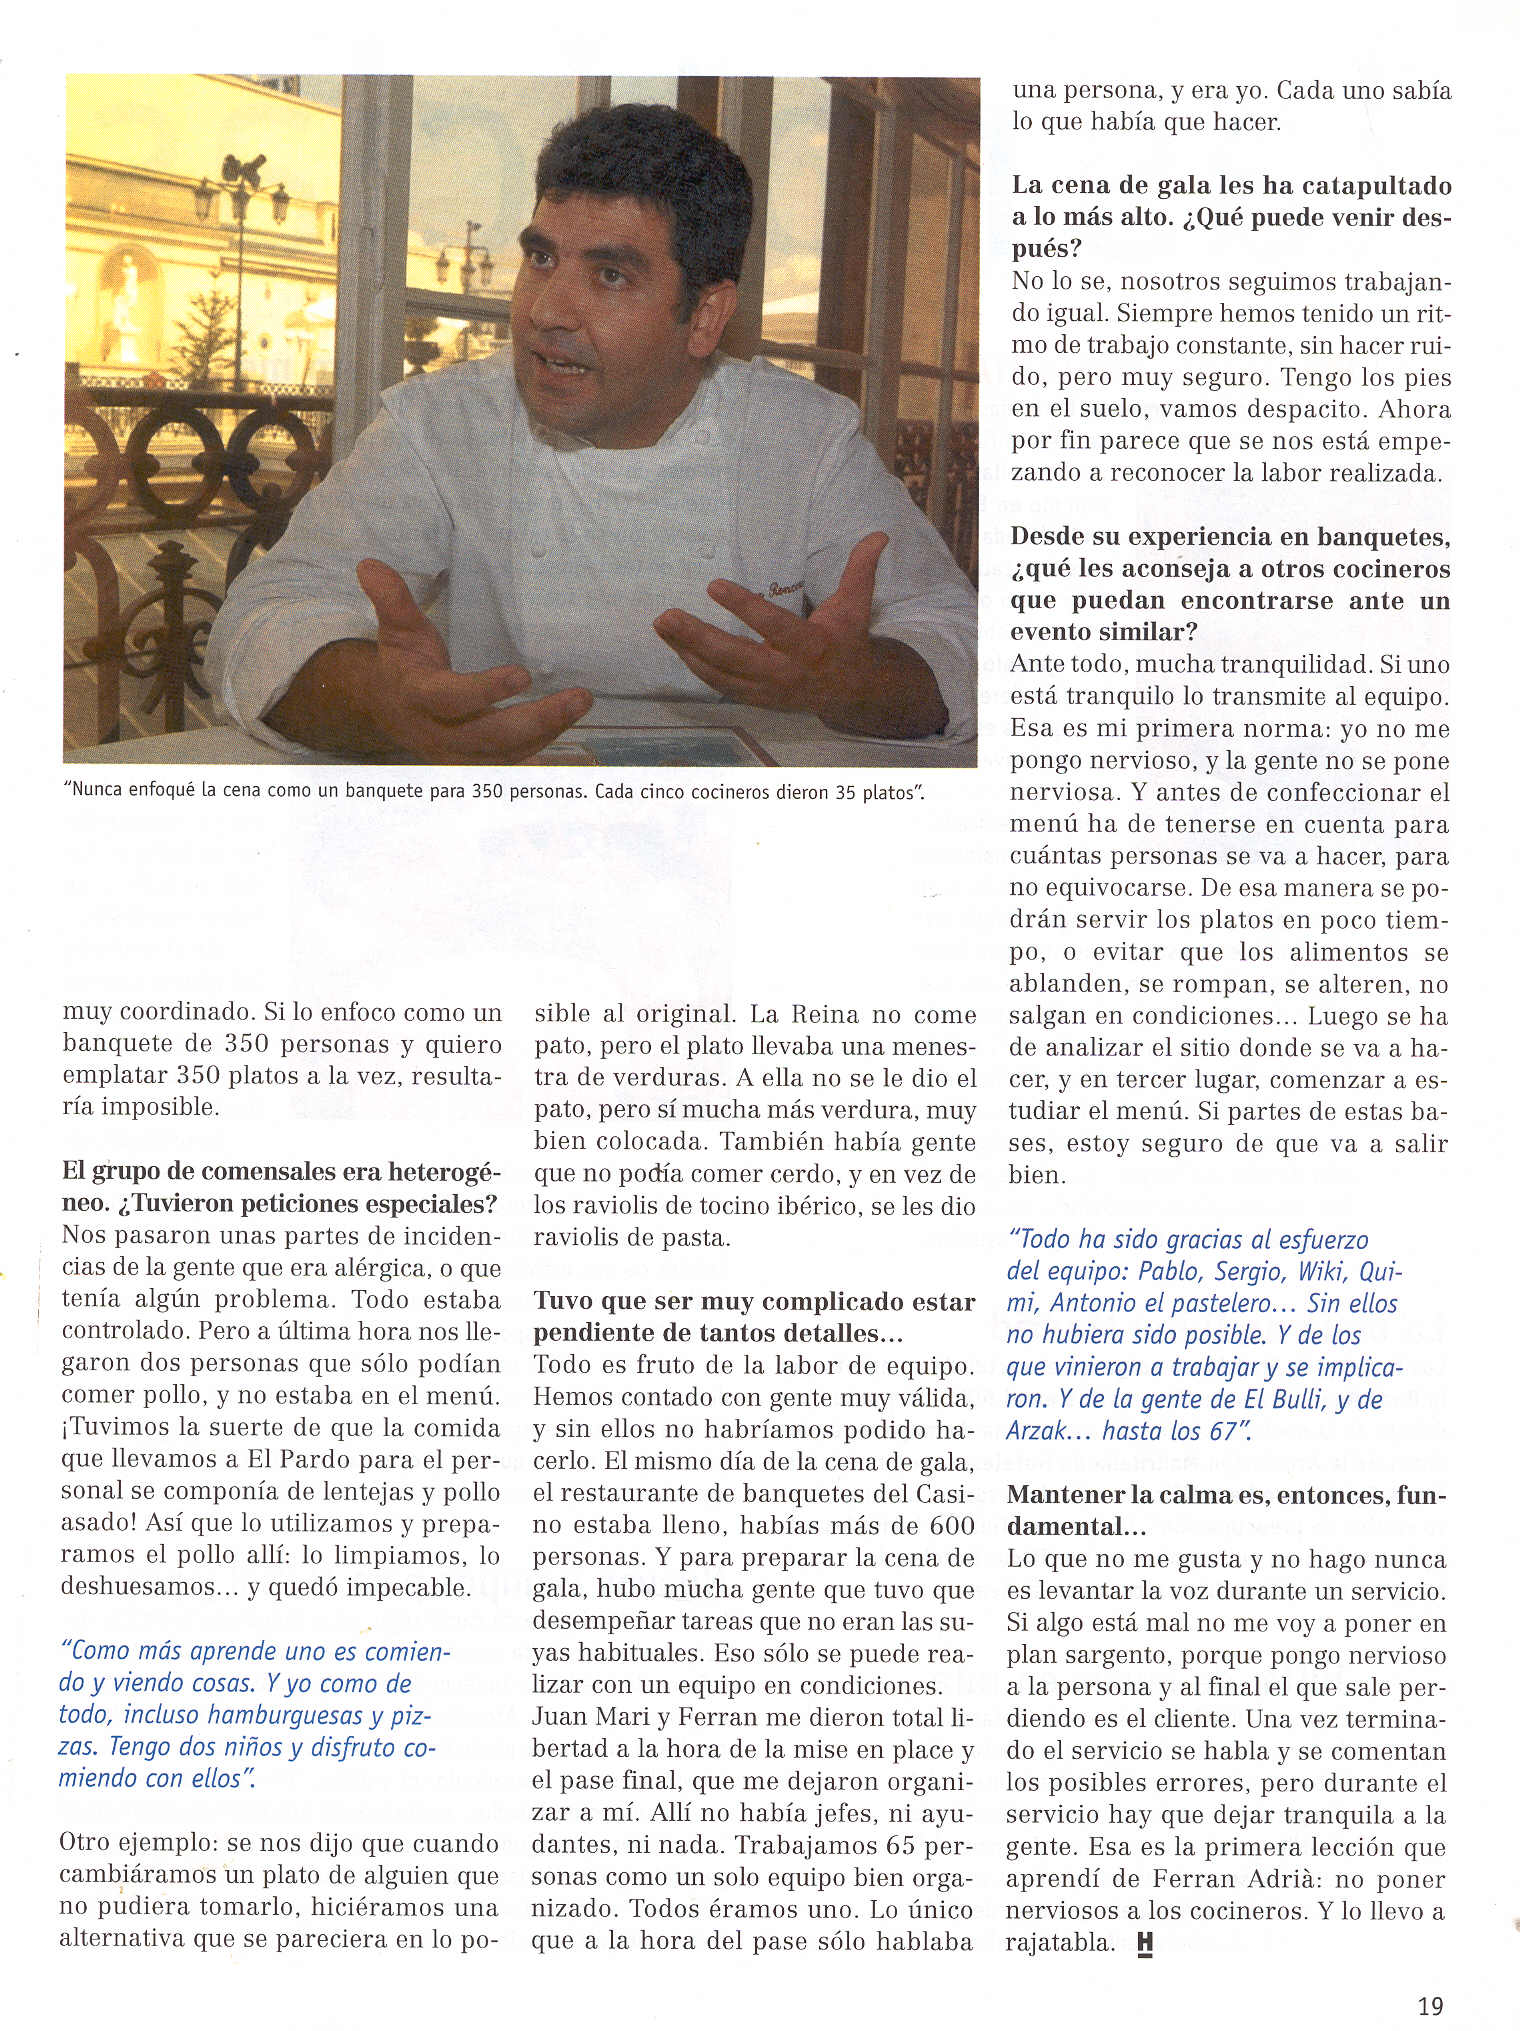 "Nunca enfoqué la cena como un banquete para 350 personas. Cada cinco cocineros dieron 35 platos".
muy coordinado. Si lo enfoco como un
banquete de 350 personas y quiero
emplatar 350 platos a la vez, resulta-
ría imposible.
El grupo de comensales era heterogé-
neo. ¿Tuvieron peticiones especiales?
Nos pasaron unas partes de inciden-
cias de la gente que era alérgica, o que
tenía algún problema. Todo estaba
controlado. Pero a última hora nos lle-
garon dos personas que sólo podían
comer pollo, y no estaba en el menú.
¡Tuvimos la suerte de que la comida
que llevamos a El Pardo para el per-
sonal se componía de lentejas y pollo
asado! Así que lo utilizamos y prepa-
ramos el pollo allí: lo limpiamos, lo
deshuesamos... y quedó impecable.
"Como más aprende uno es comien-
do y viendo cosas. Y yo como de
todo, incluso hamburguesas y piz-
zas. Tengo dos niños y disfruto co-
miendo con ellos".
Otro ejemplo: se nos dijo que cuando
cambiáramos un plato de alguien que
no pudiera tomarlo, hiciéramos una
alternativa que se pareciera en lo po-
sible al original. La Reina no come
pato, pero el plato llevaba una menes-
tra de verduras. A ella no se le dio el
pato, pero sí mucha más verdura, muy
bien colocada. También había gente
que no podía comer cerdo, y en vez de
los raviolis de tocino ibérico, se les dio
raviolis de pasta.
Tuvo que ser muy complicado estar
pendiente de tantos detalles...
Todo es fruto de la labor de equipo.
Hemos contado con gente muy válida,
y sin ellos no habríamos podido ha-
cerlo. El mismo día de la cena de gala,
el restaurante de banquetes del Casi-
no estaba lleno, habías más de 600
personas. Y para preparar la cena de
gala, hubo mucha gente que tuvo que
desempeñar tareas que no eran las su-
yas habituales. Eso sólo se puede rea-
lizar con un equipo en condiciones.
Juan Mari y Ferran me dieron total li-
bertad a la hora de la mise en place y
el pase final, que me dejaron organi-
zar a mí. Allí no había jefes, ni ayu-
dantes, ni nada. Trabajamos 65 per-
sonas como un solo equipo bien orga-
nizado. Todos éramos uno. Lo único
que a la hora del pase sólo hablaba
una persona, y era yo. Cada uno sabía
lo que había que hacer.
La cena de gala les ha catapultado
a lo más alto. ¿Qué puede venir des-
pués?
No lo se, nosotros seguimos trabajan-
do igual. Siempre hemos tenido un rit-
mo de trabajo constante, sin hacer rui-
do, pero muy seguro. Tengo los pies
en el suelo, vamos despacito. Ahora
por fin parece que se nos está empe-
zando a reconocer la labor realizada.
Desde su experiencia en banquetes,
¿qué les aconseja a otros cocineros
que puedan encontrarse ante un
evento similar?
Ante todo, mucha tranquilidad. Si uno
está tranquilo lo transmite al equipo.
Esa es mi primera norma: yo no me
pongo nervioso, y la gente no se pone
nerviosa. Y antes de confeccionar el
menú ha de tenerse en cuenta para
cuántas personas se va a hacer, para
no equivocarse. De esa manera se po-
drán servir los platos en poco tiem-
po, o evitar que los alimentos se
ablanden, se rompan, se alteren, no
salgan en condiciones... Luego se ha
de analizar el sitio donde se va a ha-
cer, y en tercer lugar, comenzar a es-
tudiar el menú. Si partes de estas ba-
ses, estoy seguro de que va a salir
bien.
"Todo ha sido gracias al esfuerzo
del equipo: Pablo, Sergio, Wiki, Qui-
mi, Antonio el pastelero... Sin ellos
no hubiera sido posible. Y de los
que vinieron a trabajar y se implica-
ron. Y de la gente de El Bulli, y de
Arzak... hasta los 67".
Mantener la calma es, entonces, fun-
damental...
Lo que no me gusta y no hago nunca
es levantar la voz durante un servicio.
Si algo está mal no me voy a poner en
plan sargento, porque pongo nervioso
a la persona y al final el que sale per-
diendo es el cliente. Una vez termina-
do el servicio se habla y se comentan
los posibles errores, pero durante el
servicio hay que dejar tranquila a la
gente. Esa es la primera lección que
aprendí de Ferran Adrià: no poner
nerviosos a los cocineros. Y lo llevo a
rajatabla. H
19